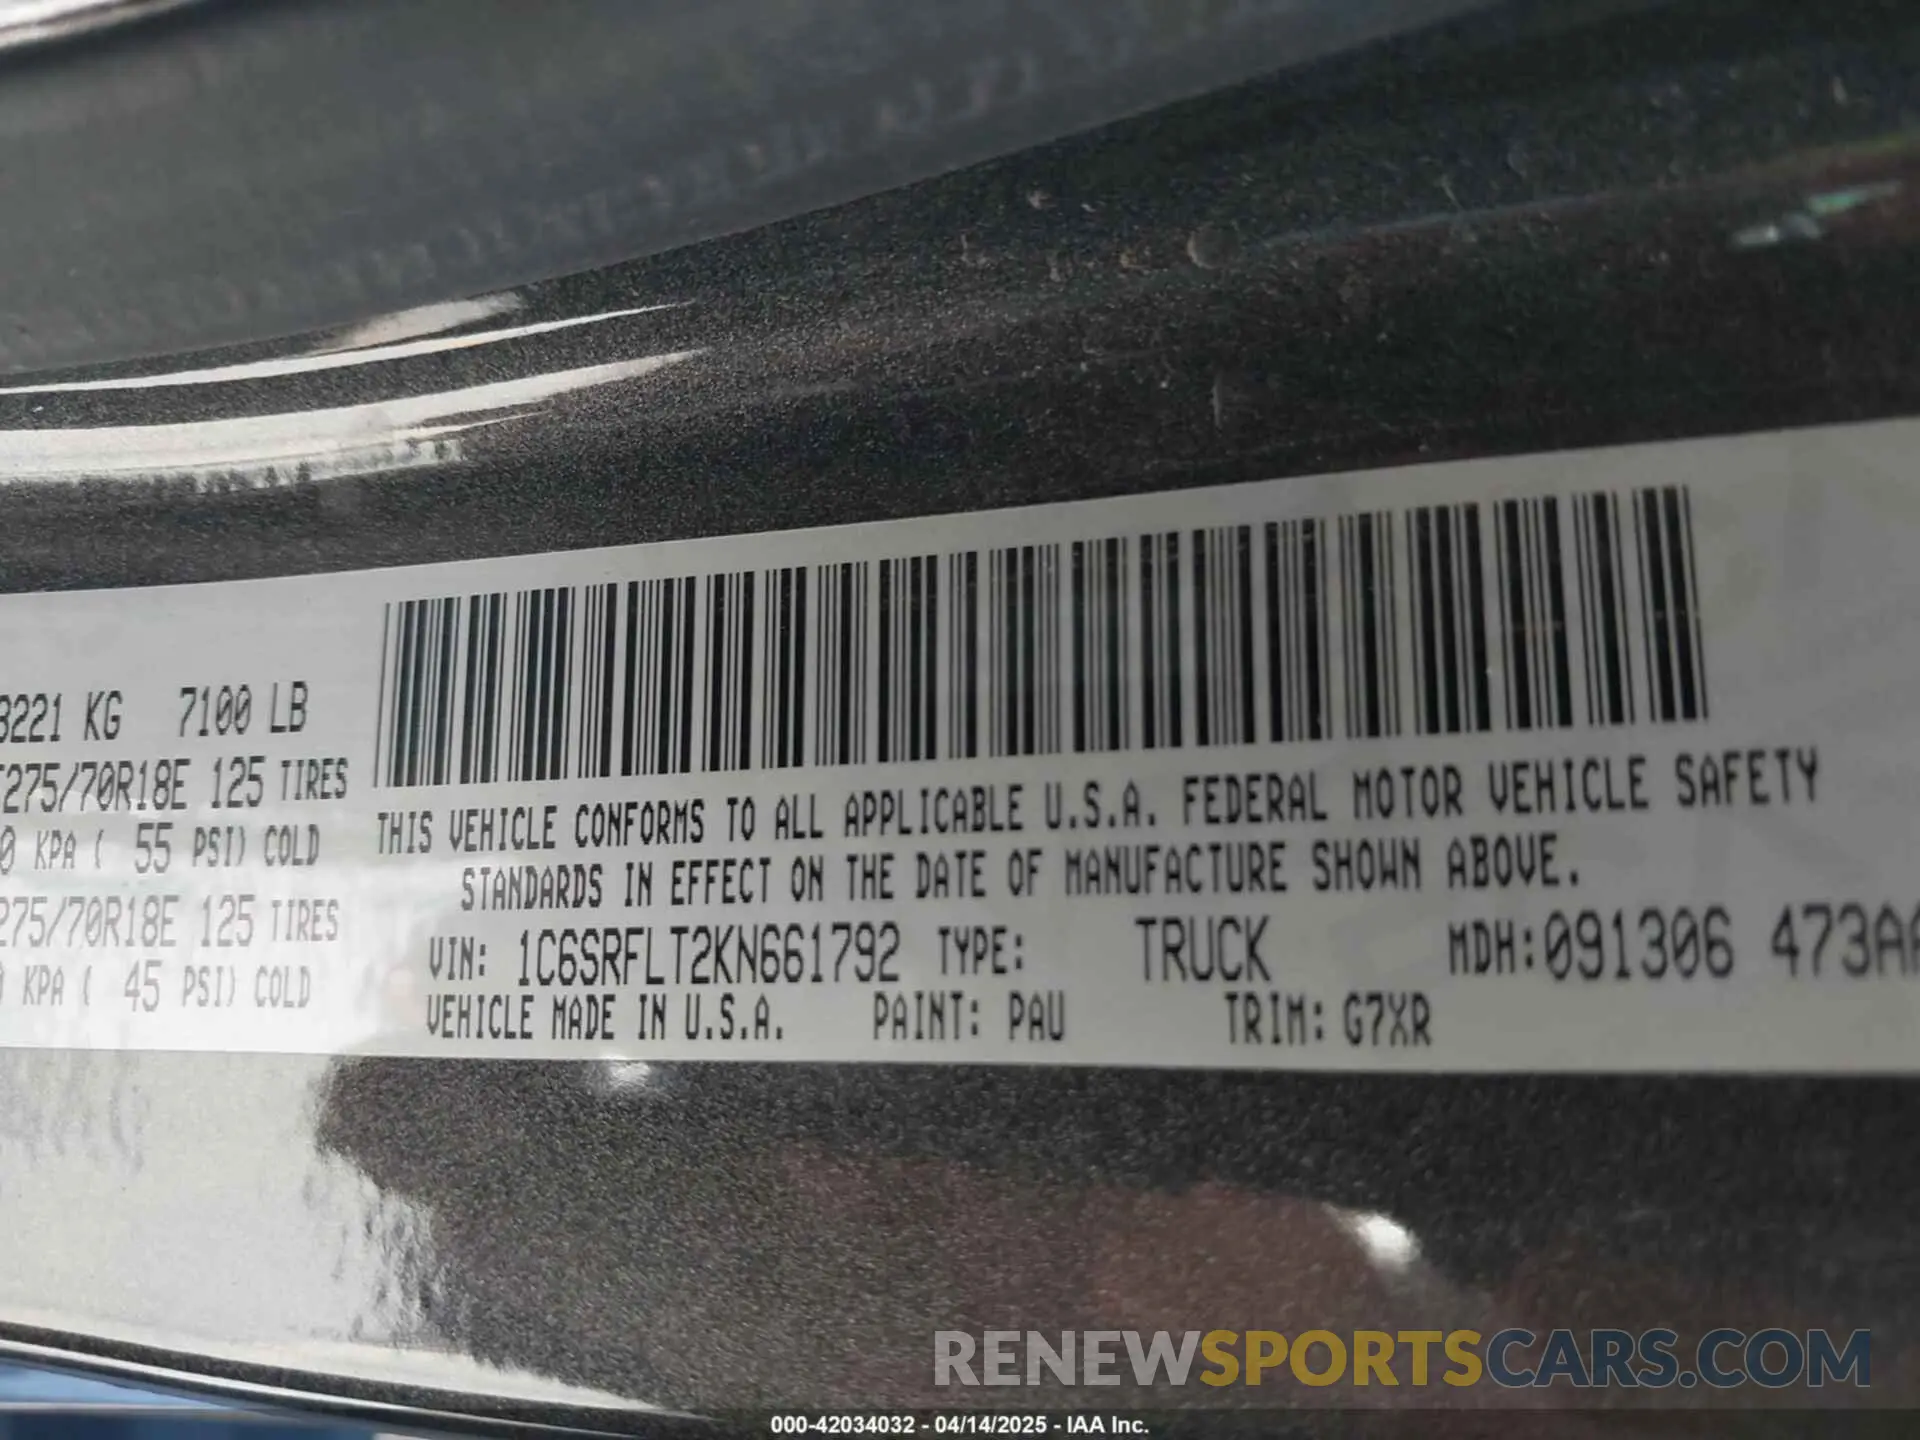 3221 KG 7100 LB
275/70R18E 125 TIRES
0 KPA ( 55 PSI) COLD
275/70R18E 125 TIRES
KPA ( 45 PSI) COLD
THIS VEHICLE CONFORMS TO ALL APPLICABLE U.S.A. FEDERAL MOTOR VEHICLE SAFETY
STANDARDS IN EFFECT ON THE DATE OF MANUFACTURE SHOWN ABOVE.
VIN: 1C6SRFLT2KN661792 TYPE: TRUCK MDH:091306 473AA
VEHICLE MADE IN U.S.A. PAINT: PAU TRIM: G7XR
RENEWSPORTSCARS.COM
000-42034032 - 04/14/2025 - IAA Inc.